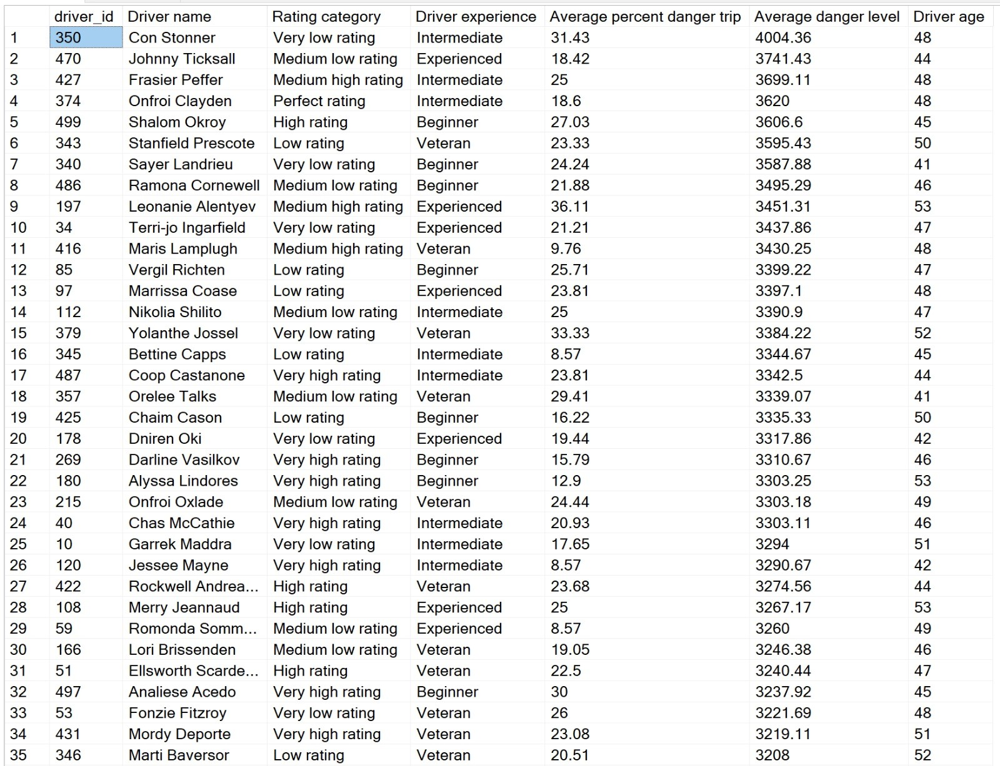 driver_id Driver name Rating category Driver experience Average percent danger trip Average danger level Driver age
1 350 Con Stonner Very low rating Intermediate 31.43 4004.36 48
2 470 Johnny Ticksall Medium low rating Experienced 18.42 3741.43 44
3 427 Frasier Peffer Medium high rating Intermediate 25 3699.11 48
4 374 Onfroi Clayden Perfect rating Intermediate 18.6 3620 48
5 499 Shalom Okroy High rating Beginner 27.03 3606.6 45
6 343 Stanfield Prescote Low rating Veteran 23.33 3595.43 50
7 340 Sayer Landrieu Very low rating Beginner 24.24 3587.88 41
8 486 Ramona Cornewell Medium low rating Beginner 21.88 3495.29 46
9 197 Leonanie Alentyev Medium high rating Experienced 36.11 3451.31 53
10 34 Terri-jo Ingarfield Very low rating Experienced 21.21 3437.86 47
11 416 Maris Lamplugh Medium high rating Veteran 9.76 3430.25 48
12 85 Vergil Richten Low rating Beginner 25.71 3399.22 47
13 97 Marrissa Coase Low rating Experienced 23.81 3397.1 48
14 112 Nikolia Shilito Medium low rating Intermediate 25 3390.9 47
15 379 Yolanthe Jossel Very low rating Veteran 33.33 3384.22 52
16 345 Bettine Capps Low rating Intermediate 8.57 3344.67 45
17 487 Coop Castanone Very high rating Intermediate 23.81 3342.5 44
18 357 Orelee Talks Medium low rating Veteran 29.41 3339.07 41
19 425 Chaim Cason Low rating Beginner 16.22 3335.33 50
20 178 Dniren Oki Very low rating Experienced 19.44 3317.86 42
21 269 Darline Vasilkov Very high rating Beginner 15.79 3310.67 46
22 180 Alyssa Lindores Very high rating Beginner 12.9 3303.25 53
23 215 Onfroi Oxlade Medium low rating Veteran 24.44 3303.18 49
24 40 Chas McCathie Very high rating Intermediate 20.93 3303.11 46
25 10 Garrek Maddra Very low rating Intermediate 17.65 3294 51
26 120 Jessee Mayne Very high rating Intermediate 8.57 3290.67 42
27 422 Rockwell Andrea... High rating Veteran 23.68 3274.56 44
28 108 Merry Jeannaud High rating Experienced 25 3267.17 53
29 59 Romonda Somm... Medium low rating Experienced 8.57 3260 49
30 166 Lori Brissenden Medium low rating Veteran 19.05 3246.38 46
31 51 Ellsworth Scarde... High rating Veteran 22.5 3240.44 47
32 497 Analiese Acedo Very high rating Beginner 30 3237.92 45
33 53 Fonzie Fitzroy Very low rating Veteran 26 3221.69 48
34 431 Mordy Deporte Very high rating Veteran 23.08 3219.11 51
35 346 Marti Baversor Low rating Veteran 20.51 3208 52